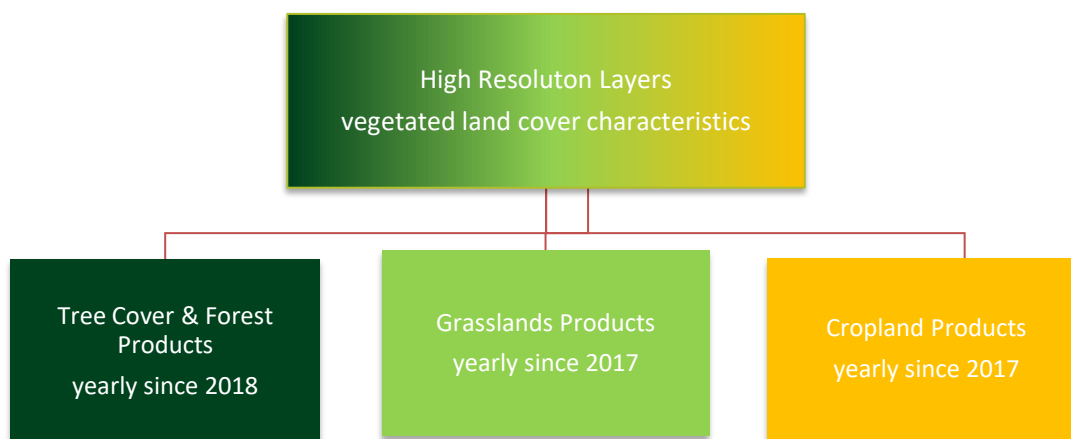 High Resoluton Layers
vegetated land cover characteristics
Tree Cover & Forest
Products
yearly since 2018
Grasslands Products
yearly since 2017
Cropland Products
yearly since 2017